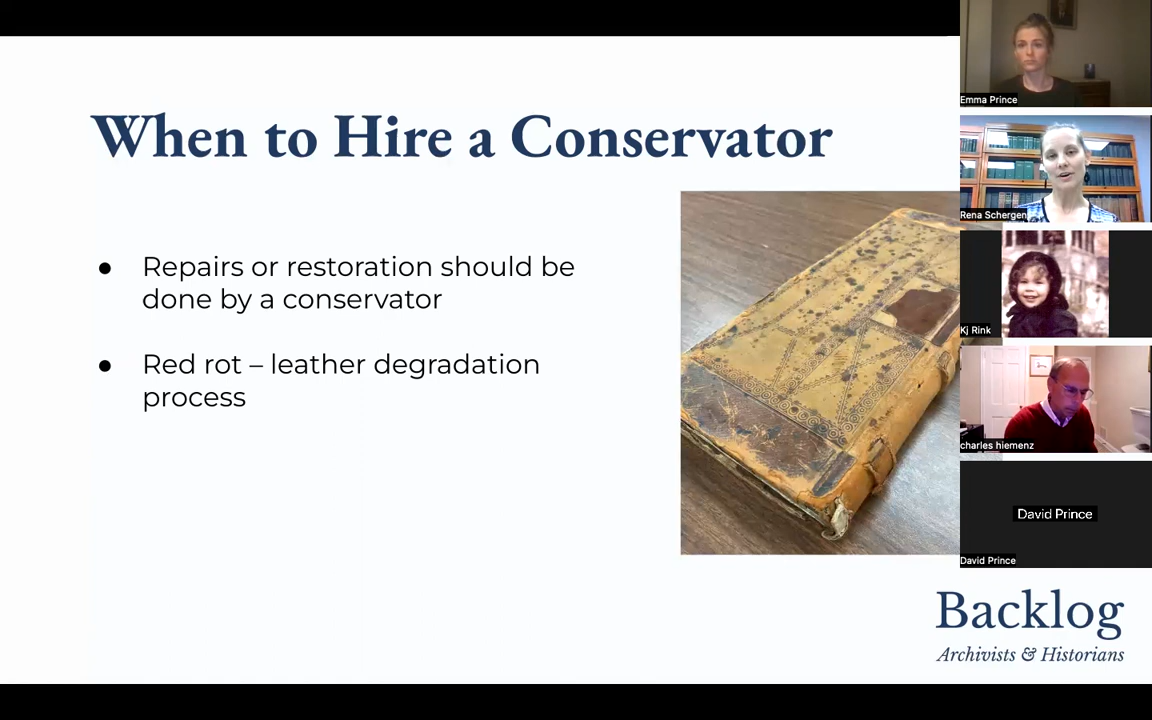 When to Hire a Conservator
● Repairs or restoration should be
done by a conservator
● Red rot – leather degradation
process
Emma Prince
Rena Schergen
Kj Rink
charles hiemenz
David Prince
David Prince
Backlog
Archivists & Historians